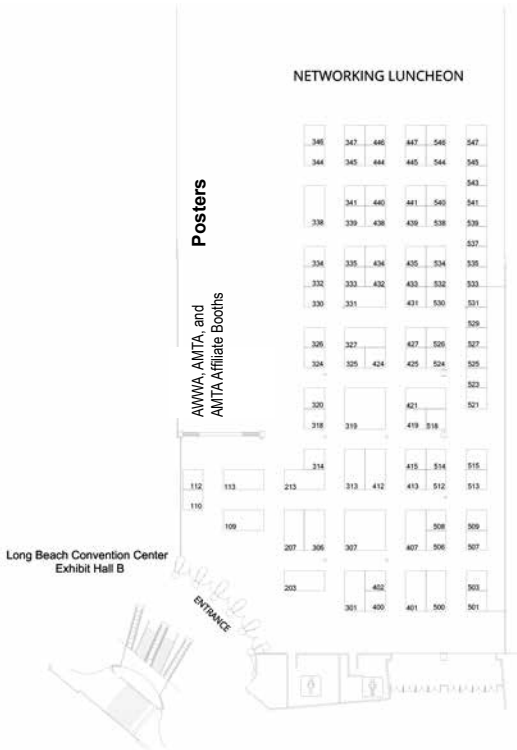 NETWORKING LUNCHEON
346 347 446 447 546 547
344 345 444 445 544 545
543
341 440 441 540 541
338 339 438 439 538 539
537
334 335 434 435 534 535
332 333 432 433 532 533
330 331 431 530 531
529
326 327 427 526 527
324 325 424 425 524 525
523
320 421 521
318 319 419 518
314 415 514 515
112 113 213 313 412 413 512 513
110
109 508 509
207 306 307 407 506 507
203 402 503
301 400 401 500 501
Posters
AWWA, AMTA, and
AMTA Affiliate Booths
Long Beach Convention Center
Exhibit Hall B
ENTRANCE